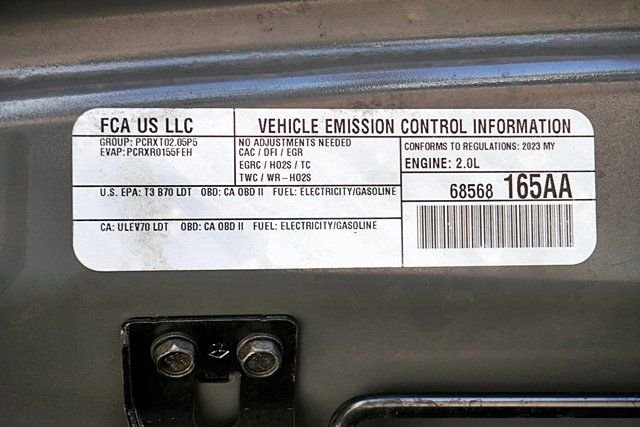 FCA US LLC
GROUP: PCRXT02.05P5
EVAP: PCRXR0155FEH
VEHICLE EMISSION CONTROL INFORMATION
NO ADJUSTMENTS NEEDED
CAC / DFI / EGR
EGRC / HO2S / TC
TWC / WR-HO2S
CONFORMS TO REGULATIONS: 2023 MY
ENGINE: 2.0L
U.S. EPA: T3 B70 LDT OBD: CA OBD II FUEL: ELECTRICITY/GASOLINE
68568 165AA
CA: ULEV70 LDT OBD: CA OBD II FUEL: ELECTRICITY/GASOLINE